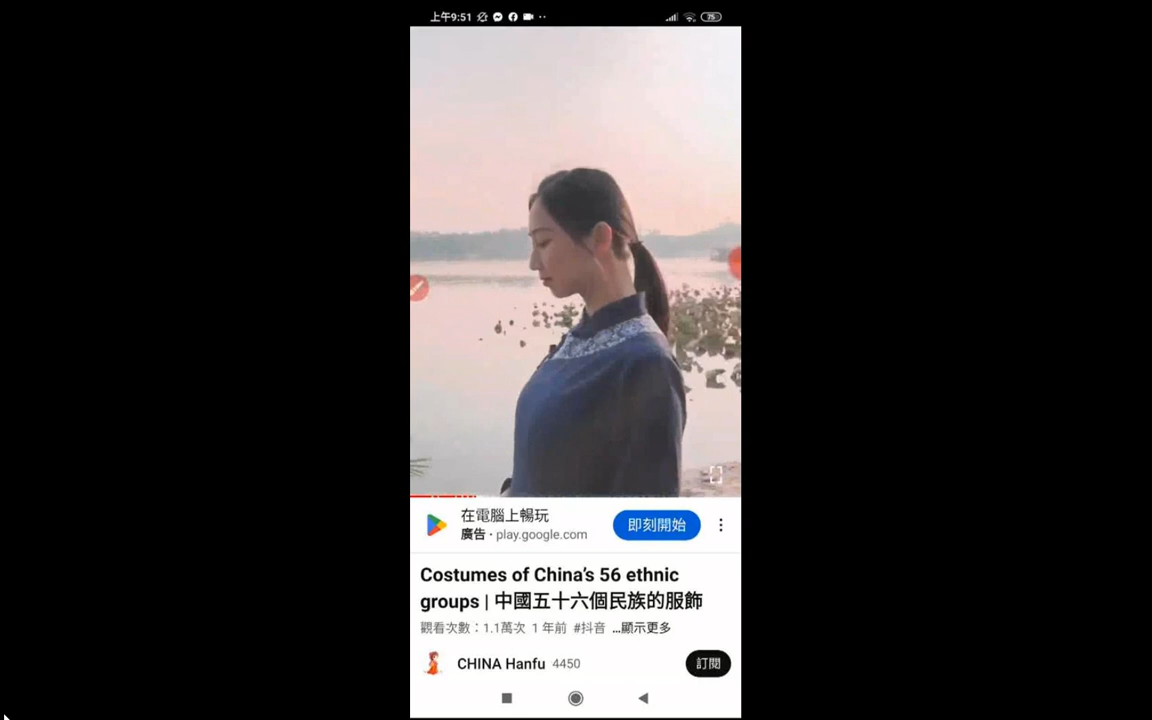 上午9:51
75
在電腦上暢玩
廣告 · play.google.com
即刻開始
Costumes of China's 56 ethnic
groups | 中國五十六個民族的服飾
觀看次數：1.1萬次 1 年前 #抖音 ...顯示更多
CHINA Hanfu 4450
訂閱